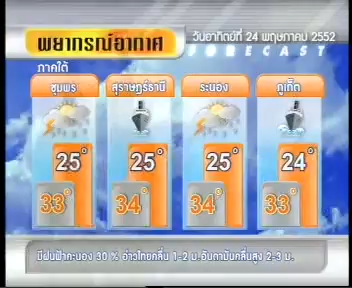 พยากรณ์อากาศ
วันอาทิตย์ที่ 24 พฤษภาคม 2552
FORECAST
ภาคใต้
ชุมพร สุราษฎร์ธานี ระนอง ภูเก็ต
25° 25° 25° 24°
33° 34° 34° 33°
มีฝนฟ้าคะนอง 30 % อ่าวไทยคลื่น 1-2 ม.อันดามันคลื่นสูง 2-3 ม.